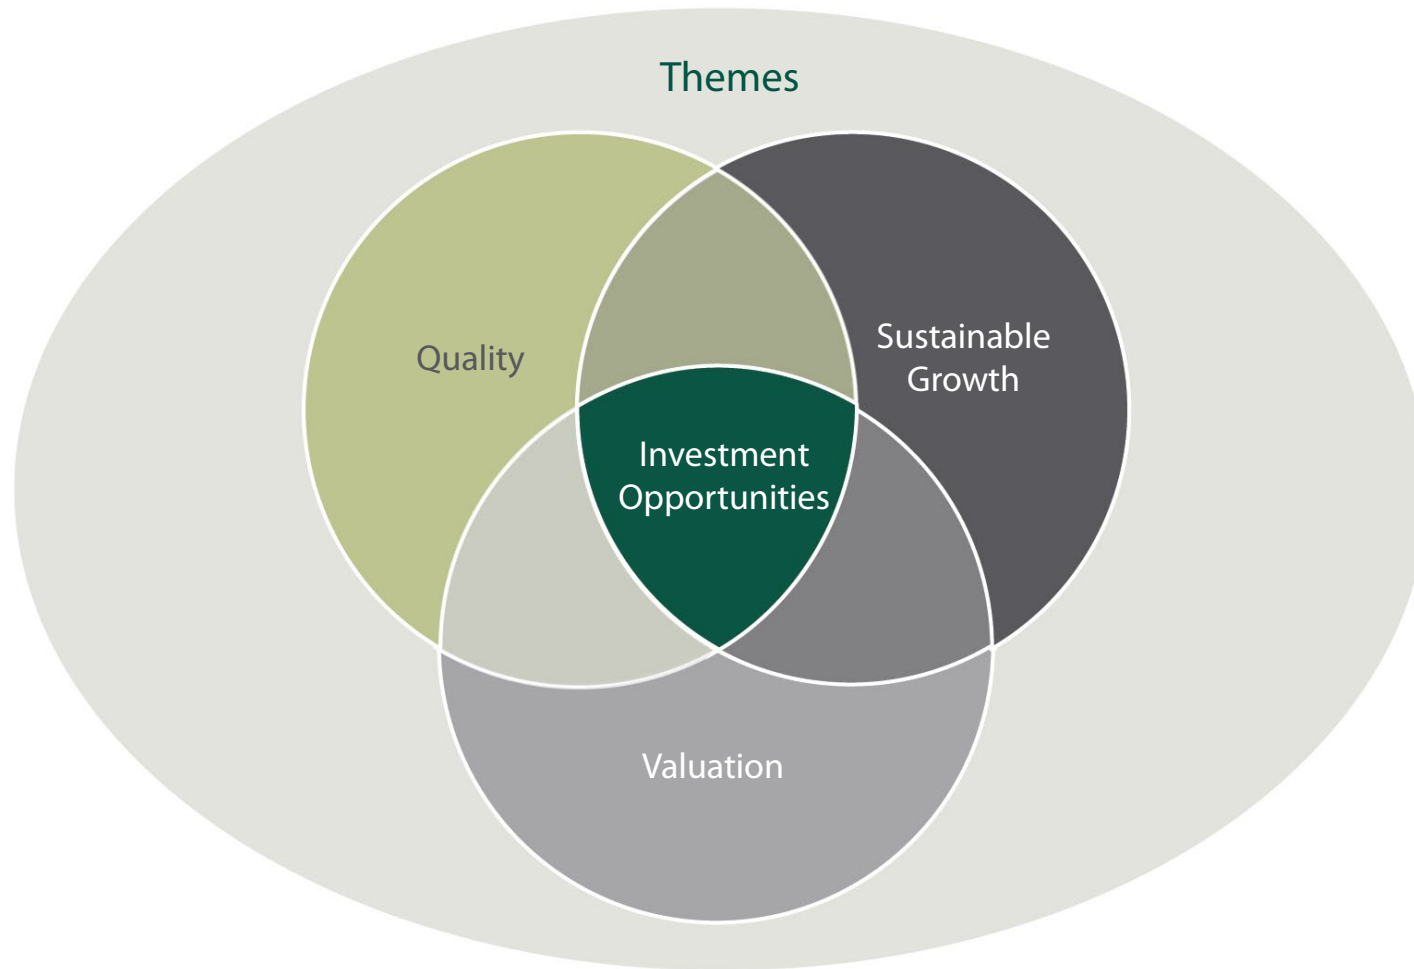 Themes
Quality
Sustainable
Growth
Investment
Opportunities
Valuation